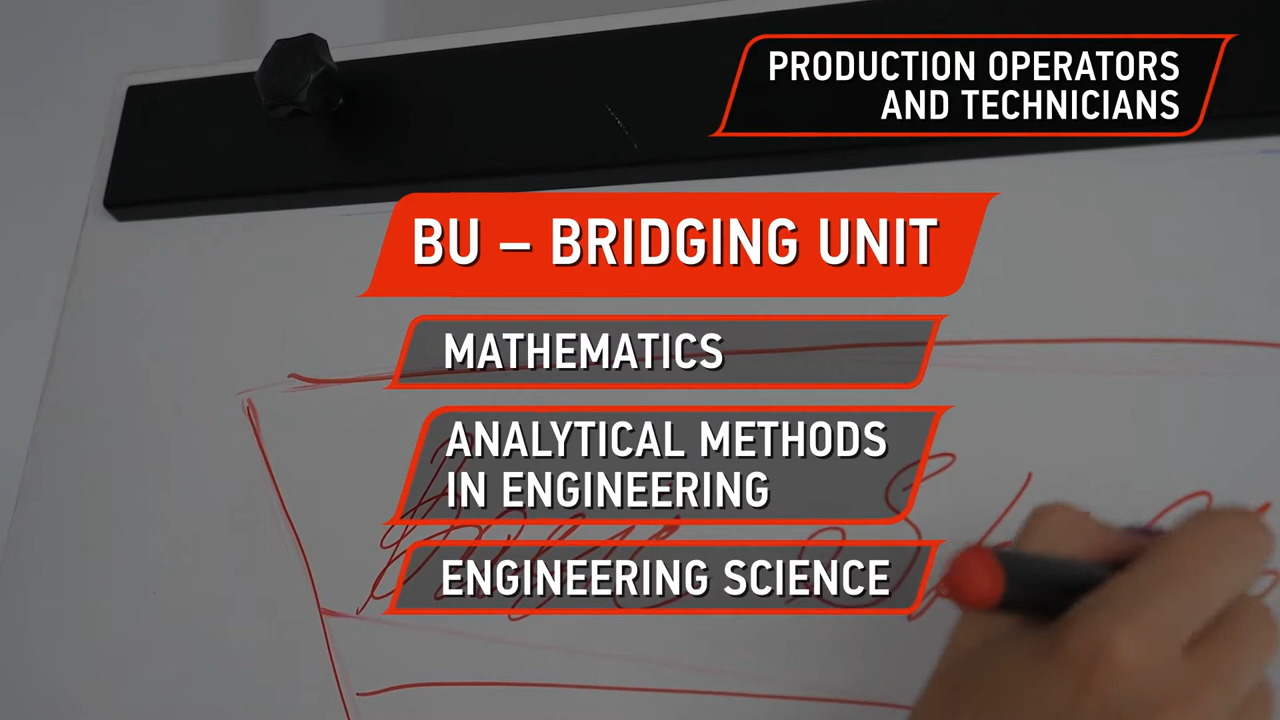 PRODUCTION OPERATORS
AND TECHNICIANS
BU – BRIDGING UNIT
MATHEMATICS
ANALYTICAL METHODS
IN ENGINEERING
ENGINEERING SCIENCE